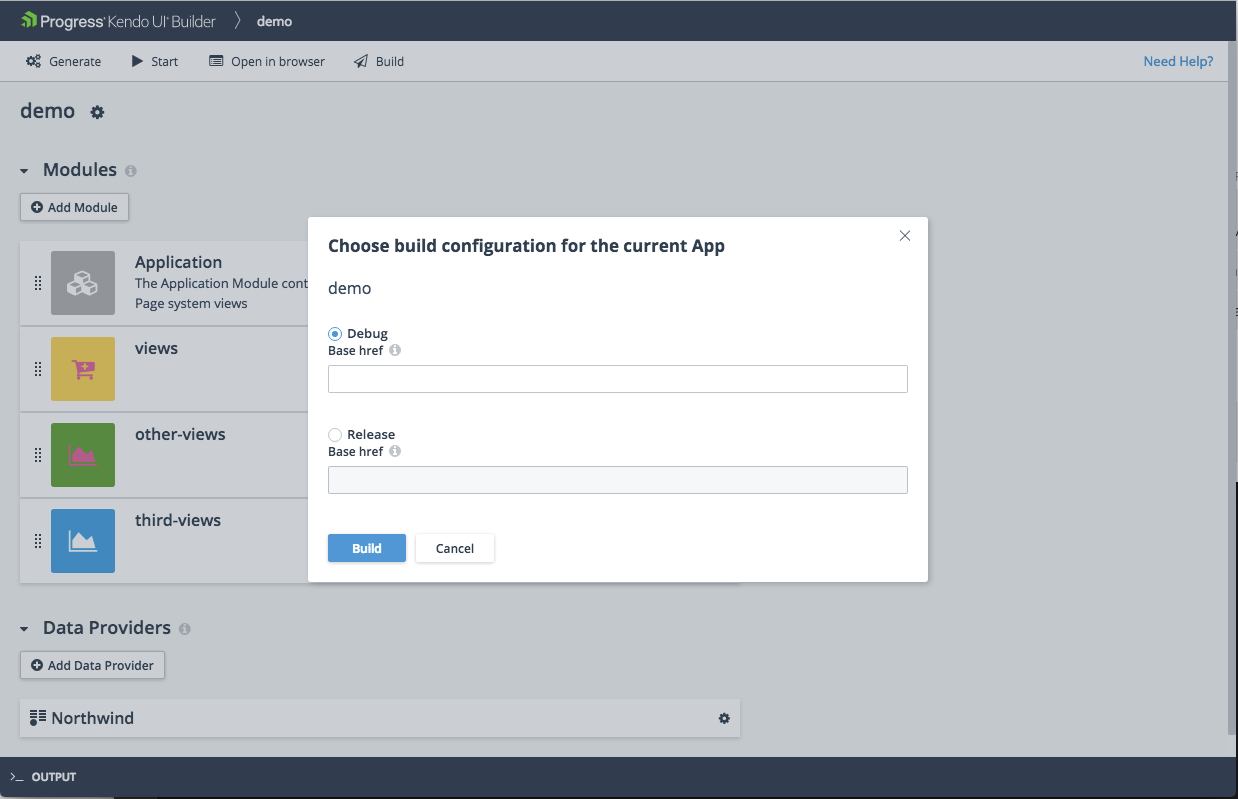 Progress Kendo UI Builder demo
Generate Start Open in browser Build Need Help?
demo
Modules
Add Module
Application
The Application Module cont
Page system views
views
other-views
third-views
Choose build configuration for the current App
demo
Debug
Base href
Release
Base href
Build Cancel
Data Providers
Add Data Provider
Northwind
>_ OUTPUT